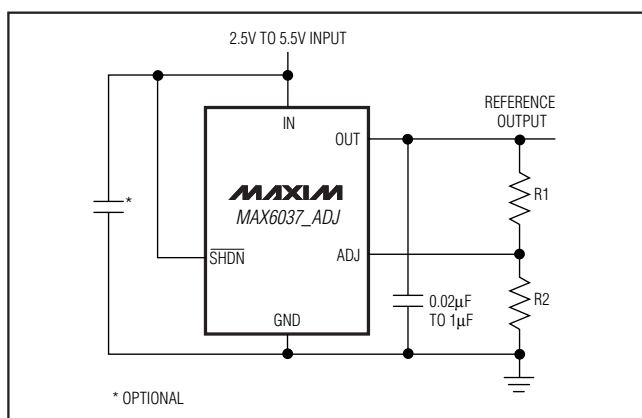 2.5V TO 5.5V INPUT
REFERENCE
OUTPUT
IN
OUT
R1
MAXIM
MAX6037_ADJ
*
SHDN
ADJ
0.02μF
TO 1μF
R2
GND
* OPTIONAL